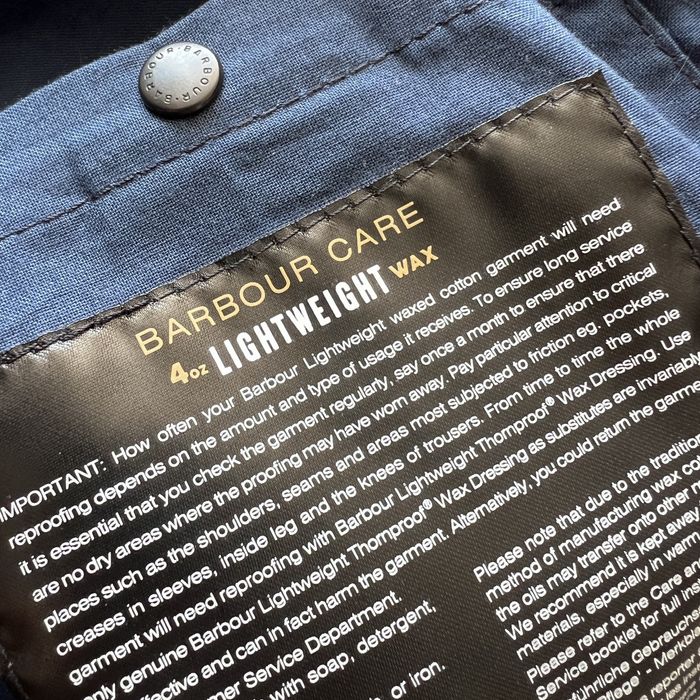 BARBOUR BARBOUR
BARBOUR CARE
4oz LIGHTWEIGHT WAX
IMPORTANT: How often your Barbour Lightweight waxed cotton garment will need
reproofing depends on the amount and type of usage it receives. To ensure long service
it is essential that you check the garment regularly, say once a month to ensure that there
are no dry areas where the proofing may have worn away. Pay particular attention to critical
places such as the shoulders, seams and areas most subjected to friction eg. pockets,
creases in sleeves, inside leg and the knees of trousers. From time to time the whole
garment will need reproofing with Barbour Lightweight Thornproof® Wax Dressing. Use
only genuine Barbour Lightweight Thornproof® Wax Dressing as substitutes are invariably
and can in fact harm the garment. Alternatively, you could return the
Service Department.
with soap, detergent,
or iron.
Please note that due to the
method of manufacturing wax
the oils may transfer onto
We recommend it is kept away
materials, especially in warm
Please refer to the Care and
Service booklet for full